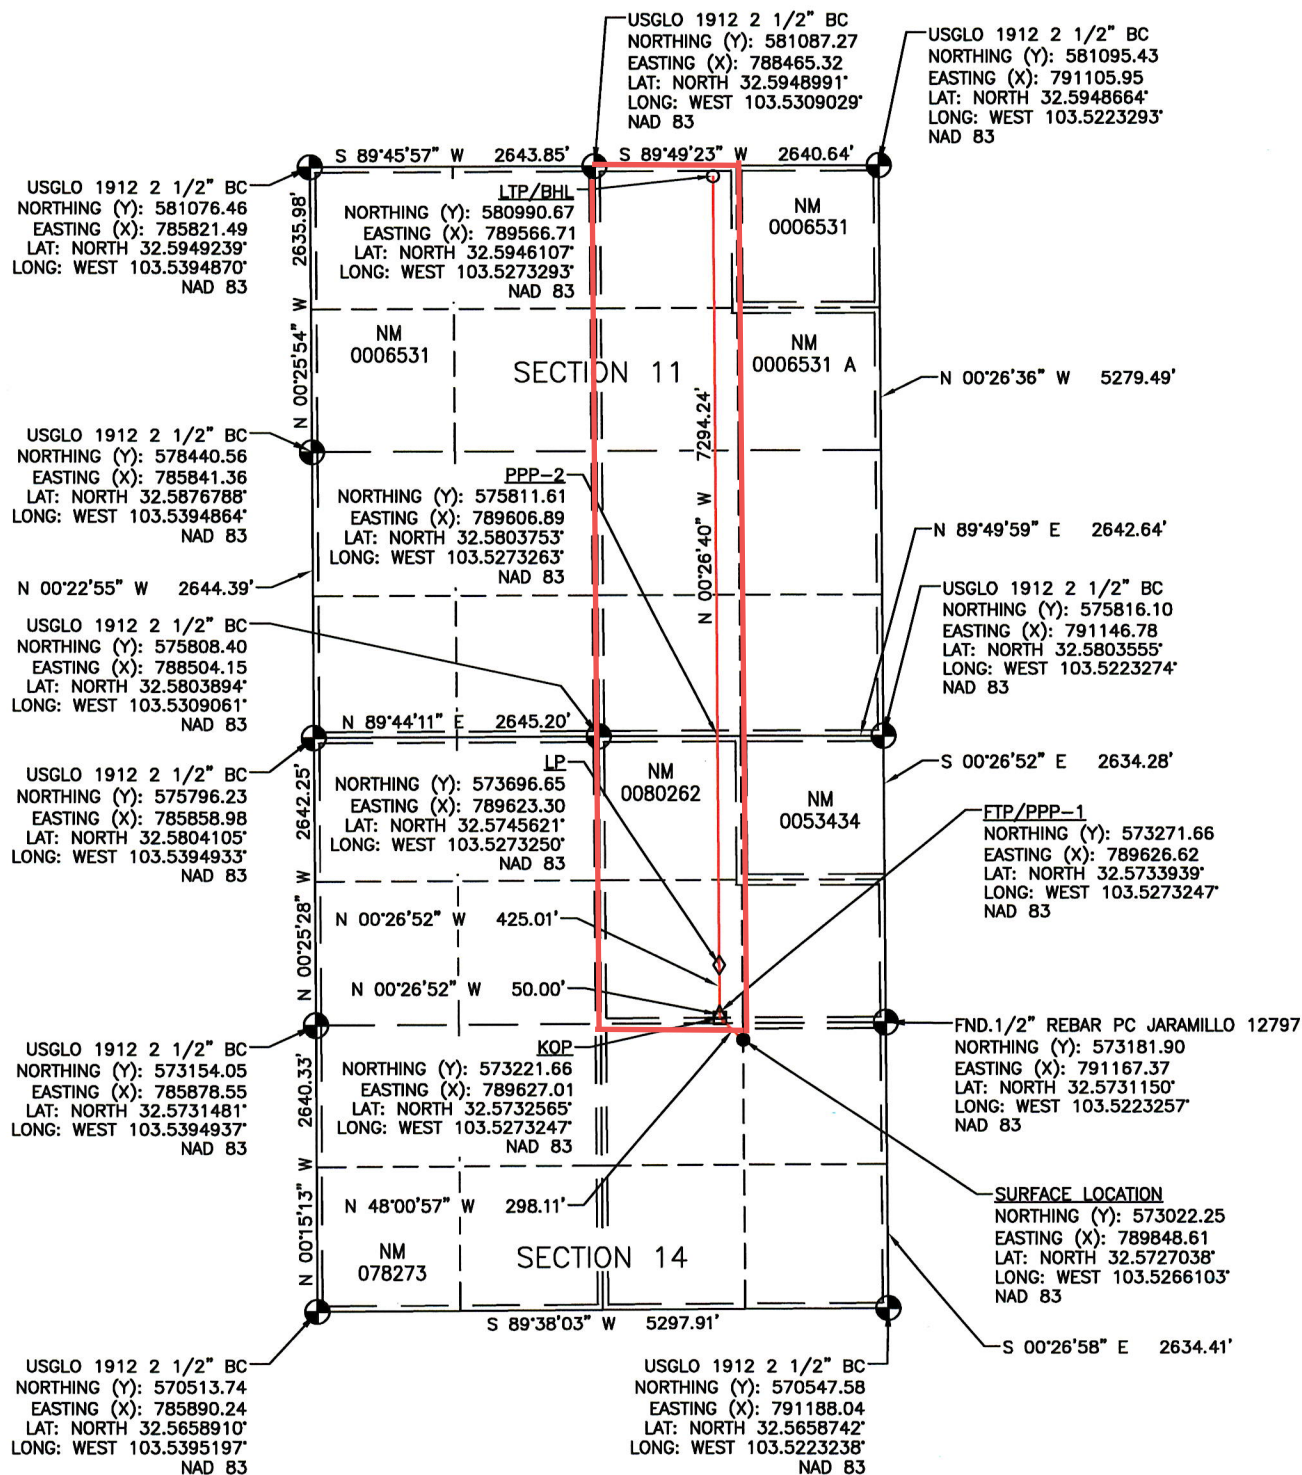 USGLO 1912 2 1/2" BC
NORTHING (Y): 581087.27
EASTING (X): 788465.32
LAT: NORTH 32.5948991°
LONG: WEST 103.5309029°
NAD 83
USGLO 1912 2 1/2" BC
NORTHING (Y): 581095.43
EASTING (X): 791105.95
LAT: NORTH 32.5948664°
LONG: WEST 103.5223293°
NAD 83
S 89°45'57" W 2643.85'
S 89°49'23" W 2640.64'
USGLO 1912 2 1/2" BC
NORTHING (Y): 581076.46
EASTING (X): 785821.49
LAT: NORTH 32.5949239°
LONG: WEST 103.5394870°
NAD 83
N 00°25'54" W 2635.98'
LTP/BHL
NORTHING (Y): 580990.67
EASTING (X): 789566.71
LAT: NORTH 32.5946107°
LONG: WEST 103.5273293°
NAD 83
NM
0006531
NM
0006531
NM
0006531 A
SECTION 11
N 00°26'36" W 5279.49'
N 00°26'40" W 7294.24'
USGLO 1912 2 1/2" BC
NORTHING (Y): 578440.56
EASTING (X): 785841.36
LAT: NORTH 32.5876788°
LONG: WEST 103.5394864°
NAD 83
PPP-2
NORTHING (Y): 575811.61
EASTING (X): 789606.89
LAT: NORTH 32.5803753°
LONG: WEST 103.5273263°
NAD 83
N 89°49'59" E 2642.64'
N 00°22'55" W 2644.39'
USGLO 1912 2 1/2" BC
NORTHING (Y): 575816.10
EASTING (X): 791146.78
LAT: NORTH 32.5803555°
LONG: WEST 103.5223274°
NAD 83
USGLO 1912 2 1/2" BC
NORTHING (Y): 575808.40
EASTING (X): 788504.15
LAT: NORTH 32.5803894°
LONG: WEST 103.5309061°
NAD 83
N 89°44'11" E 2645.20'
S 00°26'52" E 2634.28'
USGLO 1912 2 1/2" BC
NORTHING (Y): 575796.23
EASTING (X): 785858.98
LAT: NORTH 32.5804105°
LONG: WEST 103.5394933°
NAD 83
N 00°25'28" W 2642.25'
LP
NORTHING (Y): 573696.65
EASTING (X): 789623.30
LAT: NORTH 32.5745621°
LONG: WEST 103.5273250°
NAD 83
NM
0080262
NM
0053434
FTP/PPP-1
NORTHING (Y): 573271.66
EASTING (X): 789626.62
LAT: NORTH 32.5733939°
LONG: WEST 103.5273247°
NAD 83
N 00°26'52" W 425.01'
N 00°26'52" W 50.00'
USGLO 1912 2 1/2" BC
NORTHING (Y): 573154.05
EASTING (X): 785878.55
LAT: NORTH 32.5731481°
LONG: WEST 103.5394937°
NAD 83
KOP
NORTHING (Y): 573221.66
EASTING (X): 789627.01
LAT: NORTH 32.5732565°
LONG: WEST 103.5273247°
NAD 83
FND.1/2" REBAR PC JARAMILLO 12797
NORTHING (Y): 573181.90
EASTING (X): 791167.37
LAT: NORTH 32.5731150°
LONG: WEST 103.5223257°
NAD 83
N 00°15'13" W 2640.33'
N 48°00'57" W 298.11'
SURFACE LOCATION
NORTHING (Y): 573022.25
EASTING (X): 789848.61
LAT: NORTH 32.5727038°
LONG: WEST 103.5266103°
NAD 83
NM
078273
SECTION 14
S 89°38'03" W 5297.91'
S 00°26'58" E 2634.41'
USGLO 1912 2 1/2" BC
NORTHING (Y): 570513.74
EASTING (X): 785890.24
LAT: NORTH 32.5658910°
LONG: WEST 103.5395197°
NAD 83
USGLO 1912 2 1/2" BC
NORTHING (Y): 570547.58
EASTING (X): 791188.04
LAT: NORTH 32.5658742°
LONG: WEST 103.5223238°
NAD 83